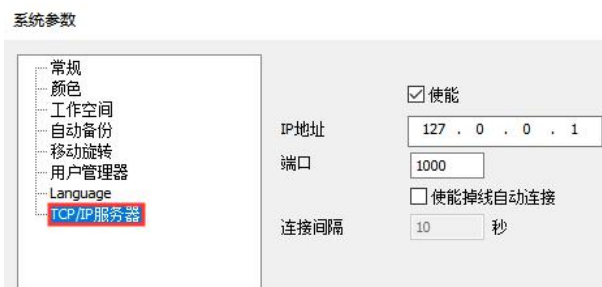 系统参数
常规
颜色
工作空间
自动备份
移动旋转
用户管理器
Language
TCP/IP服务器
使能
IP地址 127 . 0 . 0 . 1
端口 1000
使能掉线自动连接
连接间隔 10 秒